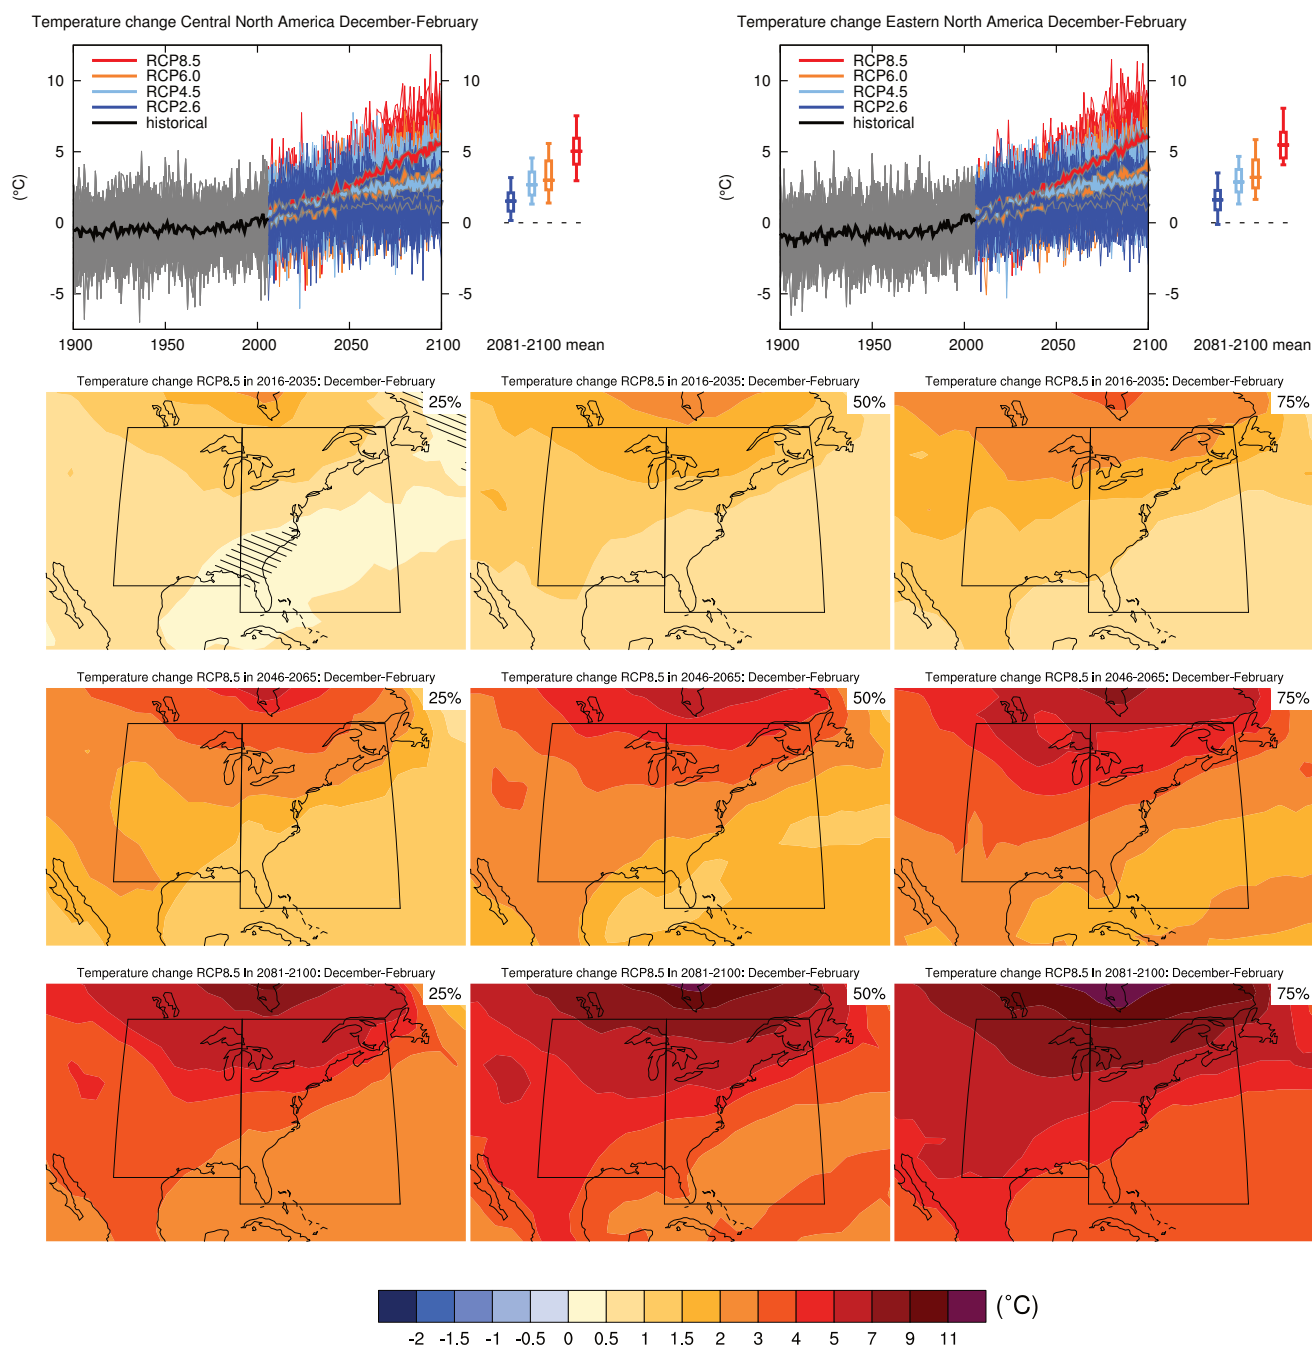 Temperature change Central North America December-February
(°C)
10
5
0
-5
RCP8.5
RCP6.0
RCP4.5
RCP2.6
historical
10
5
0
-5
1900
1950
2000
2050
2100
2081-2100 mean
Temperature change Eastern North America December-February
(°C)
10
5
0
-5
RCP8.5
RCP6.0
RCP4.5
RCP2.6
historical
10
5
0
-5
1900
1950
2000
2050
2100
2081-2100 mean
Temperature change RCP8.5 in 2016-2035: December-February
25%
Temperature change RCP8.5 in 2016-2035: December-February
50%
Temperature change RCP8.5 in 2016-2035: December-February
75%
Temperature change RCP8.5 in 2046-2065: December-February
25%
Temperature change RCP8.5 in 2046-2065: December-February
50%
Temperature change RCP8.5 in 2046-2065: December-February
75%
Temperature change RCP8.5 in 2081-2100: December-February
25%
Temperature change RCP8.5 in 2081-2100: December-February
50%
Temperature change RCP8.5 in 2081-2100: December-February
75%
(°C)
-2 -1.5 -1 -0.5 0 0.5 1 1.5 2 3 4 5 7 9 11